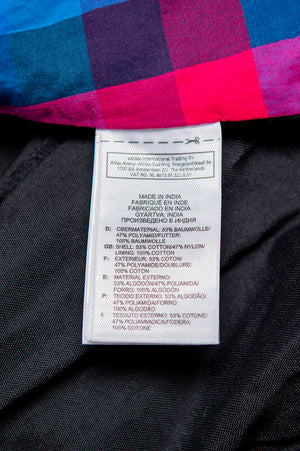 adidas International Trading BV
Atlas Arena -Afrika Building Hoogoorddreef 9a
1101 BA Amsterdam ZO The Netherlands
VAT NO. NL 8073.01.322.B.01
MADE IN INDIA
FABRIQUÉ EN INDE
FABRICADO EN INDIA
GYÁRTVA: INDIA
ПРОИЗВЕДЕНО В ИНДИЯ
D: OBERMATERIAL: 53% BAUMWOLLE/
47% POLYAMID/FUTTER:
100% BAUMWOLLE
GB: SHELL: 53% COTTON/47% NYLON/
LINING: 100% COTTON
F: EXTERIEUR: 53% COTON/
47% POLYAMIDE/DOUBLURE:
100% COTON
E: MATERIAL EXTERNO:
53% ALGODÓN/47% POLIAMIDA/
FORRO: 100% ALGODÓN
P: TECIDO EXTERNO: 53% ALGODÃO/
47% POLIAMIDA/FORRO:
100% ALGODÃO
I: TESSUTO ESTERNO: 53% COTONE/
47% POLIAMMIDICA/FODERA:
100% COTONE